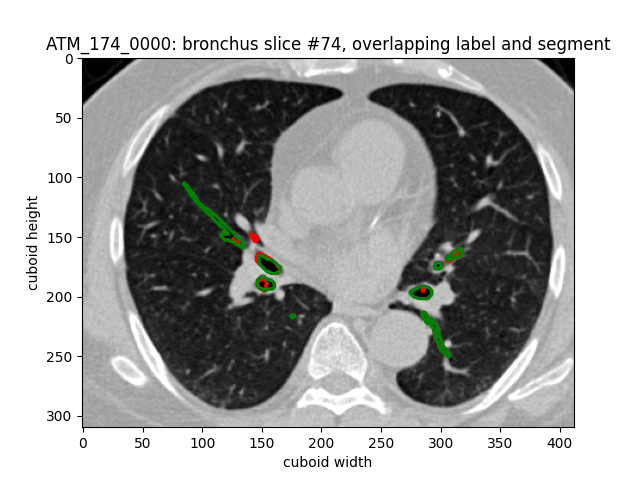 ATM_174_0000: bronchus slice #74, overlapping label and segment
0
50
100
150
200
250
300
cuboid height
0 50 100 150 200 250 300 350 400
cuboid width